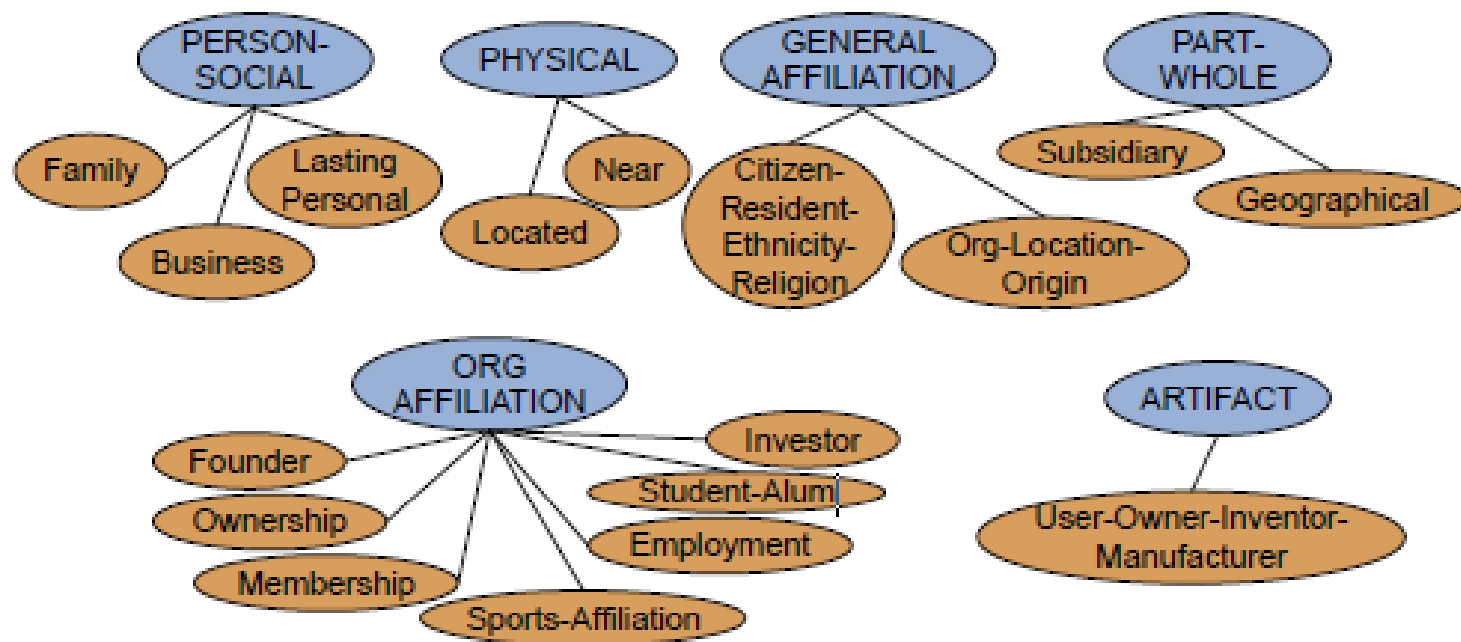 PERSON-
SOCIAL
PHYSICAL
GENERAL
AFFILIATION
PART-
WHOLE
Family
Lasting
Personal
Business
Near
Located
Citizen-
Resident-
Ethnicity-
Religion
Org-Location-
Origin
Subsidiary
Geographical
ORG
AFFILIATION
Founder
Ownership
Membership
Sports-Affiliation
Employment
Student-Alum
Investor
ARTIFACT
User-Owner-Inventor-
Manufacturer